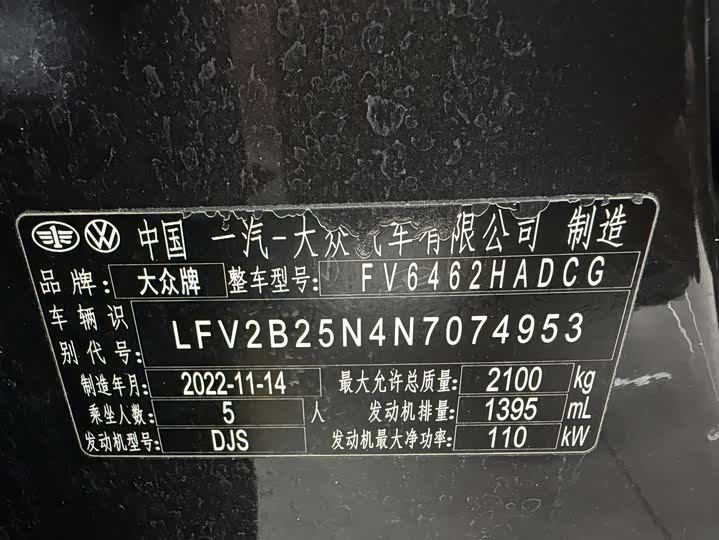 中国 一汽-大众汽车有限公司 制造
品牌: 大众牌 整车型号: FV6462HADCG
车辆识别代号: LFV2B25N4N7074953
制造年月: 2022-11-14 最大允许总质量: 2100 kg
乘坐人数: 5 人 发动机排量: 1395 mL
发动机型号: DJS 发动机最大净功率: 110 kW